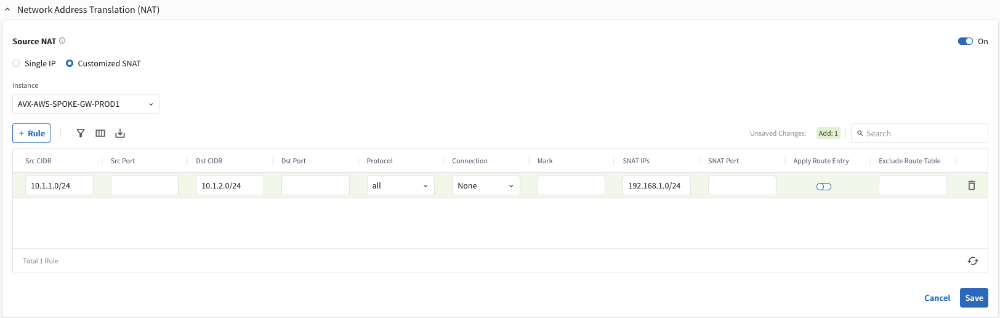 Network Address Translation (NAT)
Source NAT
On
Single IP
Customized SNAT
Instance
AVX-AWS-SPOKE-GW-PROD1
+ Rule
Unsaved Changes: Add: 1
Search
Src CIDR Src Port Dst CIDR Dst Port Protocol Connection Mark SNAT IPs SNAT Port Apply Route Entry Exclude Route Table
10.1.1.0/24 10.1.2.0/24 all None 192.168.1.0/24
Total 1 Rule
Cancel Save